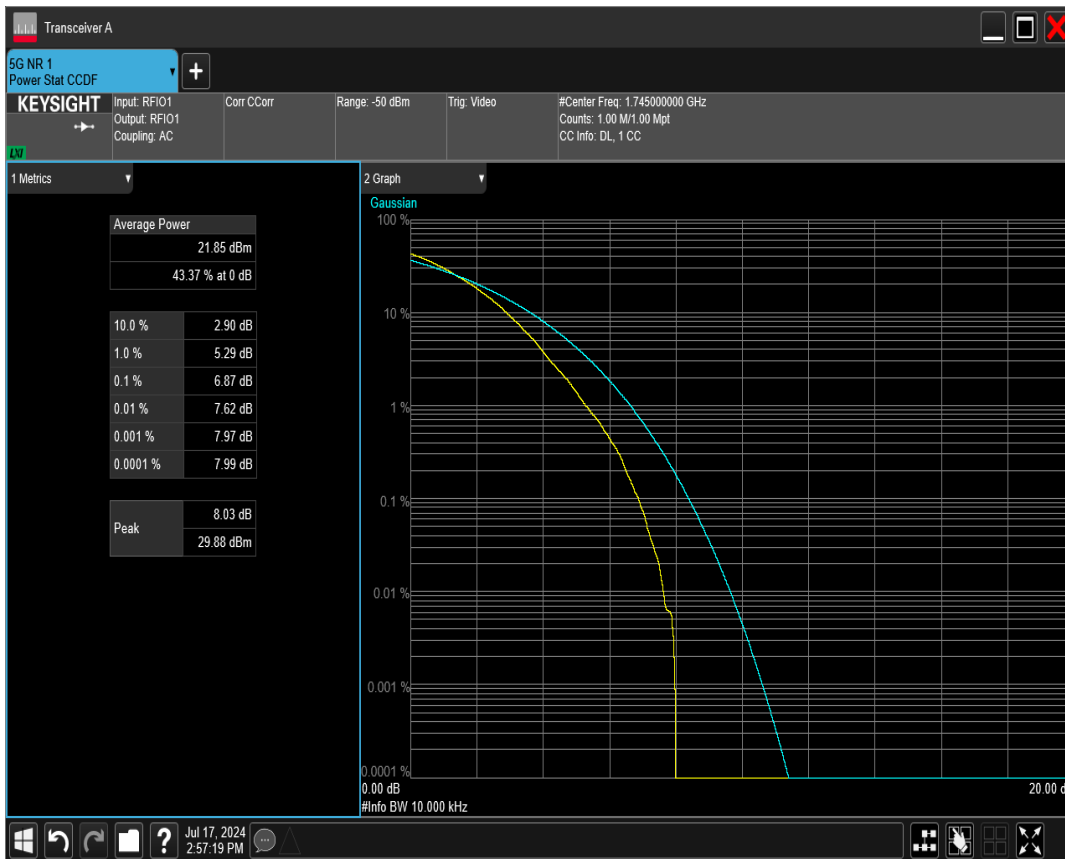 Transceiver A
5G NR 1
Power Stat CCDF
+
KEYSIGHT
LXI
Input: RFIO1
Output: RFIO1
Coupling: AC
Corr CCorr
Range: -50 dBm
Trig: Video
#Center Freq: 1.745000000 GHz
Counts: 1.00 M/1.00 Mpt
CC Info: DL, 1 CC
1 Metrics
Average Power
21.85 dBm
43.37 % at 0 dB
10.0 % 2.90 dB
1.0 % 5.29 dB
0.1 % 6.87 dB
0.01 % 7.62 dB
0.001 % 7.97 dB
0.0001 % 7.99 dB
Peak 8.03 dB
29.88 dBm
2 Graph
Gaussian
100 %
10 %
1 %
0.1 %
0.01 %
0.001 %
0.0001 %
0.00 dB 20.00 d
#Info BW 10.000 kHz
?
Jul 17, 2024
2:57:19 PM